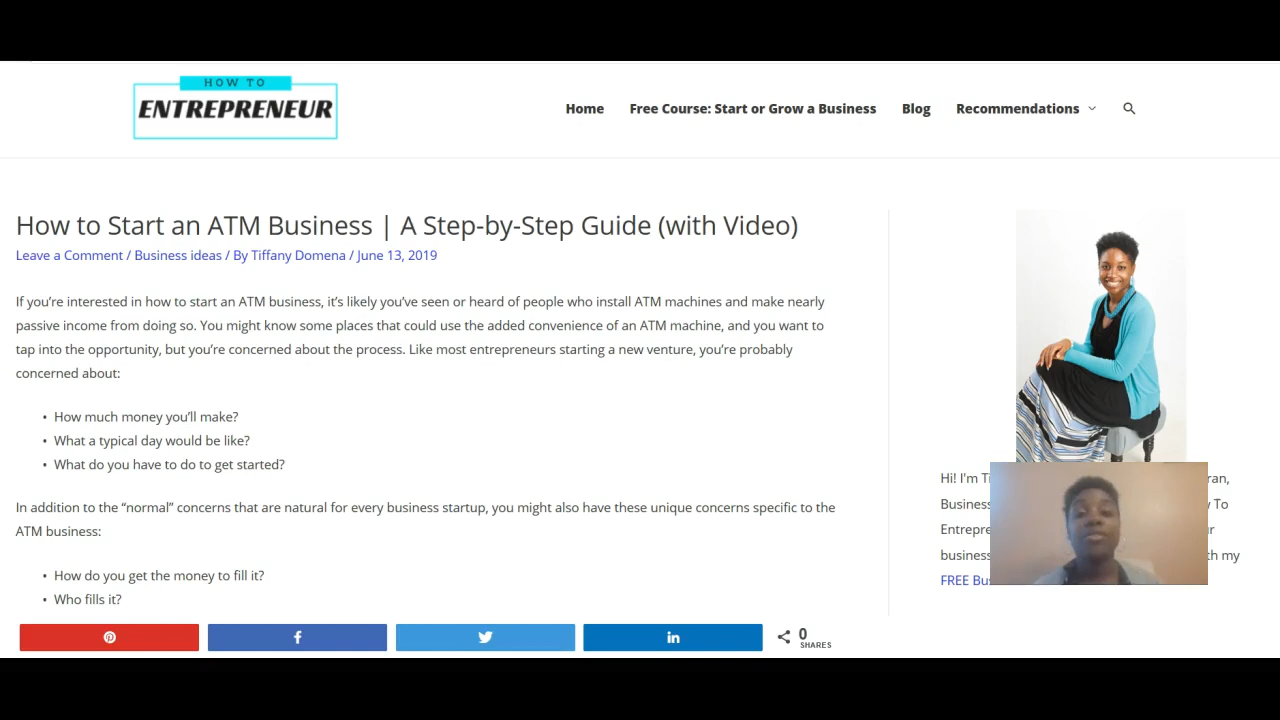 HOW TO
ENTREPRENEUR
Home
Free Course: Start or Grow a Business
Blog
Recommendations
How to Start an ATM Business | A Step-by-Step Guide (with Video)
Leave a Comment / Business ideas / By Tiffany Domena / June 13, 2019
If you’re interested in how to start an ATM business, it’s likely you’ve seen or heard of people who install ATM machines and make nearly
passive income from doing so. You might know some places that could use the added convenience of an ATM machine, and you want to
tap into the opportunity, but you’re concerned about the process. Like most entrepreneurs starting a new venture, you’re probably
concerned about:
• How much money you’ll make?
• What a typical day would be like?
• What do you have to do to get started?
In addition to the “normal” concerns that are natural for every business startup, you might also have these unique concerns specific to the
ATM business:
• How do you get the money to fill it?
• Who fills it?
Hi! I'm
Business
To
business
my
FREE
0
SHARES